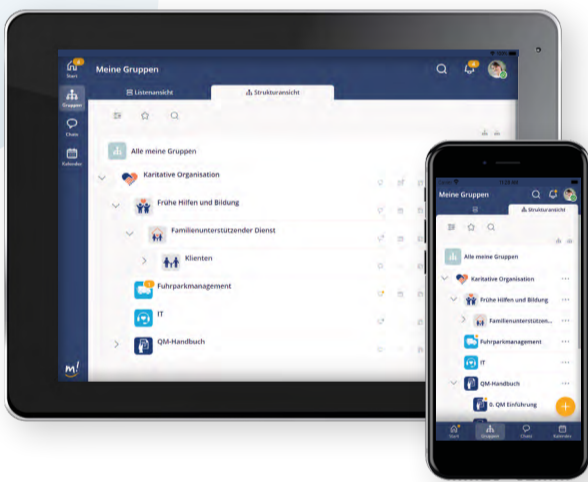 Start
Meine Gruppen
Listenansicht
Strukturansicht
Gruppen
Chats
Kalender
Alle meine Gruppen
Karitative Organisation
Frühe Hilfen und Bildung
Familienunterstützender Dienst
Klienten
Fuhrparkmanagement
IT
QM-Handbuch
m!
Meine Gruppen
Strukturansicht
Alle meine Gruppen
Karitative Organisation
Frühe Hilfen und Bildung
Familienunterstützen...
Fuhrparkmanagement
IT
QM-Handbuch
0. QM Einführung
Start
Gruppen
Chats
Kalender